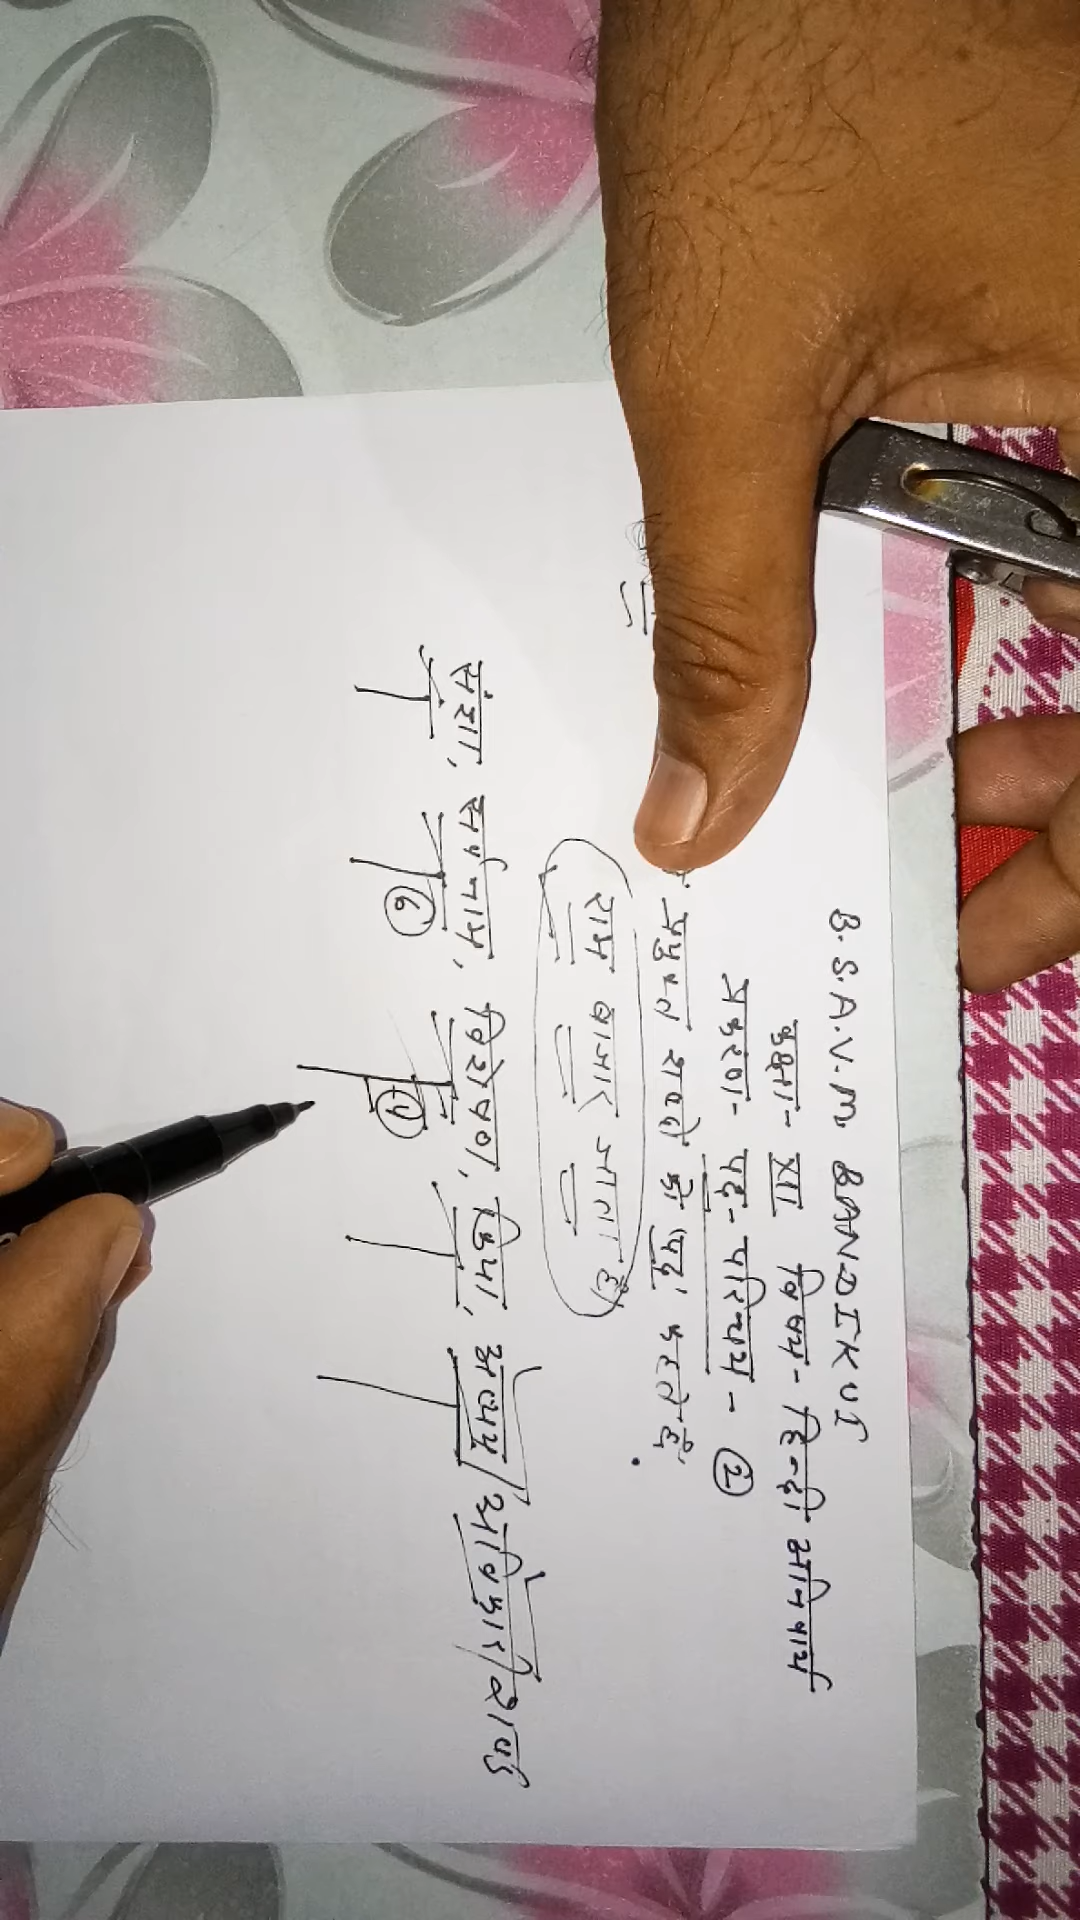 B.S.A.V.M BANDIKUI
कक्षा- XII विषय- हिन्दी अनिवार्य
प्रकरण- पद- परिचय- 2
प्रयुक्त शब्दों को 'पद' कहते हैं
राम बाजार जाता है।
संज्ञा, सर्वनाम, विशेषण, क्रिया, अव्यय/अविकारी शब्द
6 4